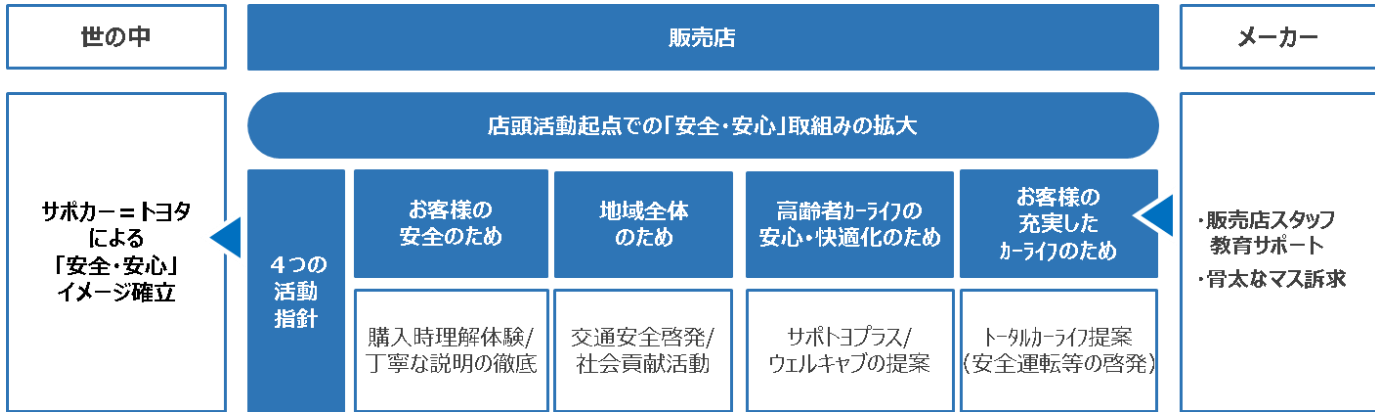 世の中
販売店
メーカー
店頭活動起点での「安全・安心」取組みの拡大
サポカー＝トヨタ
による
「安全・安心」
イメージ確立
４つの
活動
指針
お客様の
安全のため
地域全体
のため
高齢者ｶｰﾗｲﾌの
安心・快適化のため
お客様の
充実した
ｶｰﾗｲﾌのため
購入時理解体験/
丁寧な説明の徹底
交通安全啓発/
社会貢献活動
サポトヨプラス/
ウェルキャブの提案
ﾄｰﾀﾙｶｰﾗｲﾌ提案
(安全運転等の啓発)
・販売店スタッフ
教育サポート
・骨太なマス訴求